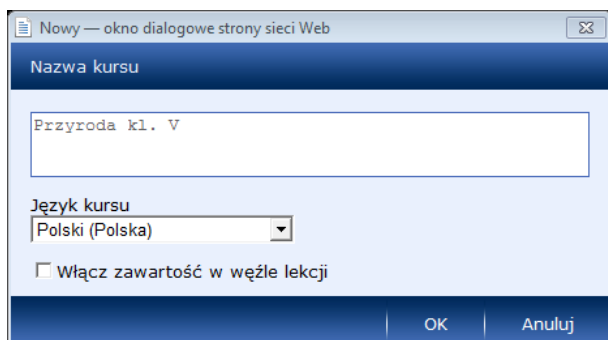 Nowy — okno dialogowe strony sieci Web
Nazwa kursu
Przyroda kl. V
Język kursu
Polski (Polska)
Włącz zawartość w węźle lekcji
OK Anuluj